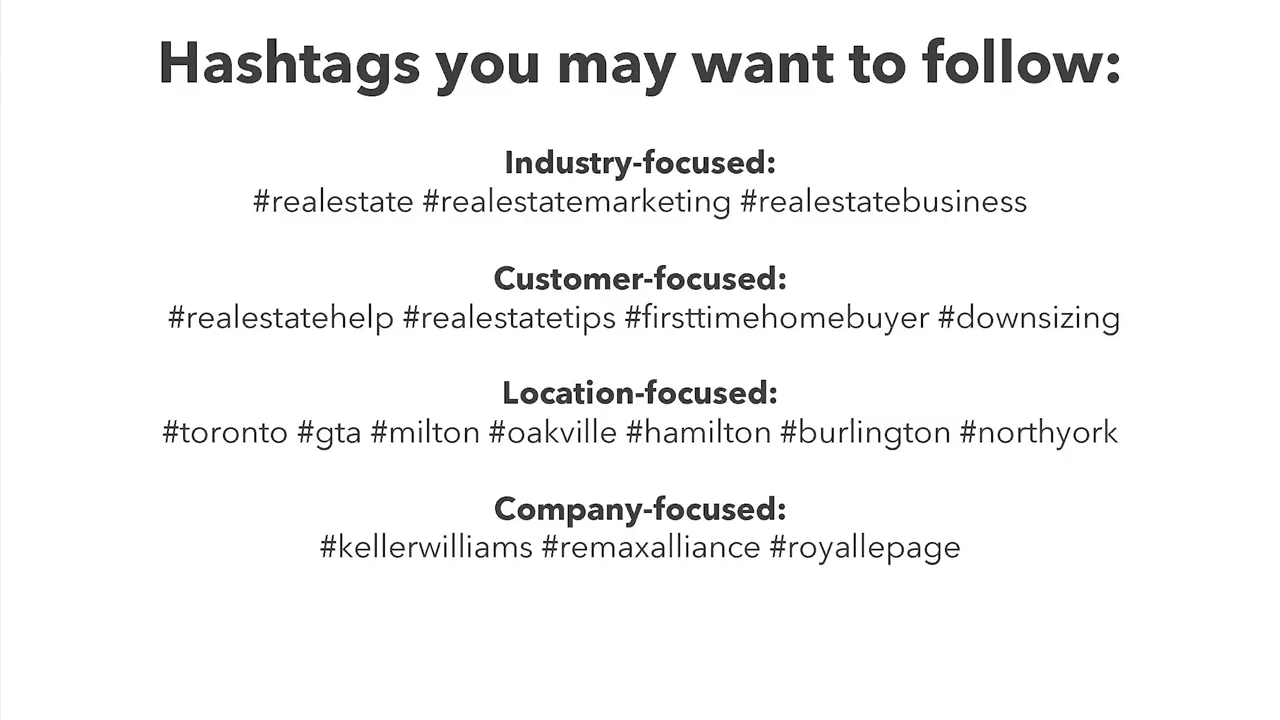 Hashtags you may want to follow:
Industry-focused:
#realestate #realestatemarketing #realestatebusiness
Customer-focused:
#realestatehelp #realestatetips #firsttimehomebuyer #downsizing
Location-focused:
#toronto #gta #milton #oakville #hamilton #burlington #northyork
Company-focused:
#kellerwilliams #remaxalliance #royallepage